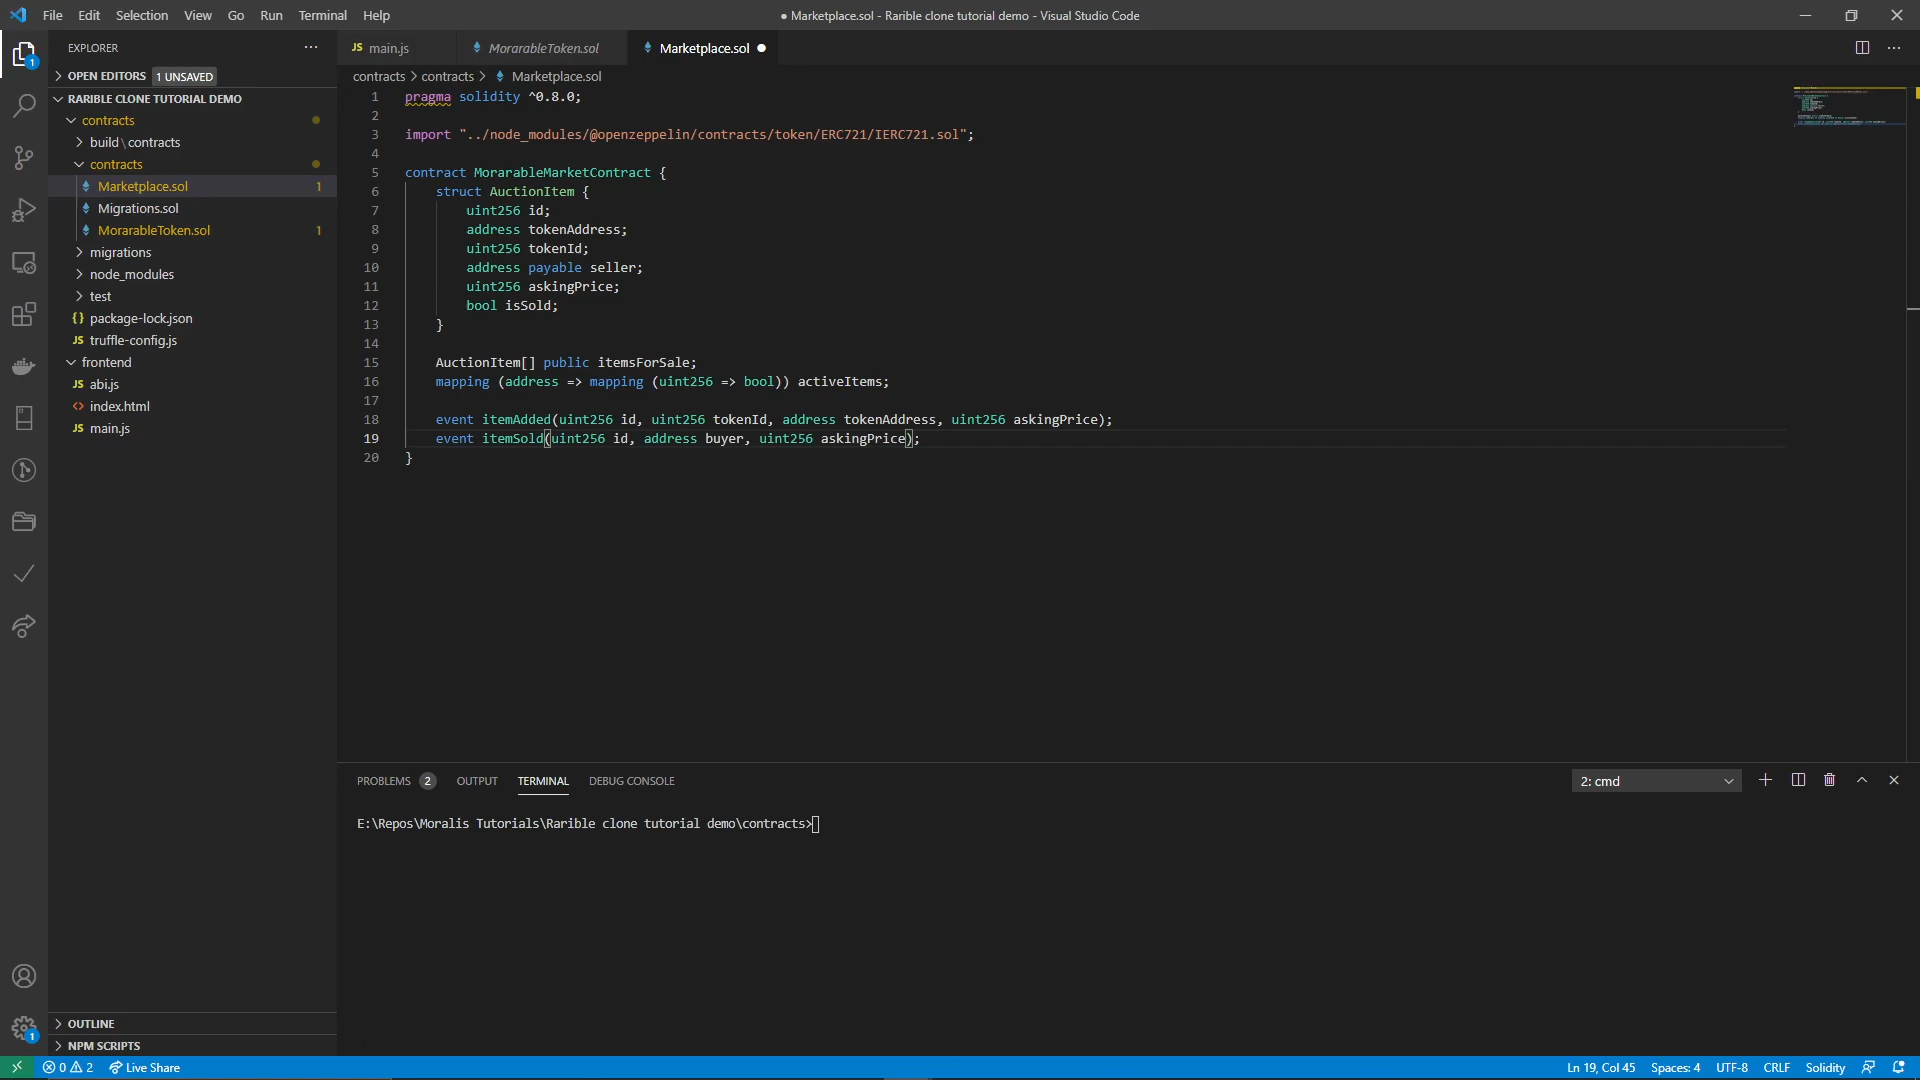 File Edit Selection View Go Run Terminal Help
● Marketplace.sol - Rarible clone tutorial demo - Visual Studio Code
EXPLORER
OPEN EDITORS 1 UNSAVED
RARIBLE CLONE TUTORIAL DEMO
contracts
build\contracts
contracts
Marketplace.sol 1
Migrations.sol
MorarableToken.sol 1
migrations
node_modules
test
{} package-lock.json
JS truffle-config.js
frontend
JS abi.js
<> index.html
JS main.js
OUTLINE
NPM SCRIPTS
1
1
JS main.js MorarableToken.sol Marketplace.sol ●
contracts > contracts > Marketplace.sol
1 pragma solidity ^0.8.0;
2
3 import "../node_modules/@openzeppelin/contracts/token/ERC721/IERC721.sol";
4
5 contract MorarableMarketContract {
6 struct AuctionItem {
7 uint256 id;
8 address tokenAddress;
9 uint256 tokenId;
10 address payable seller;
11 uint256 askingPrice;
12 bool isSold;
13 }
14
15 AuctionItem[] public itemsForSale;
16 mapping (address => mapping (uint256 => bool)) activeItems;
17
18 event itemAdded(uint256 id, uint256 tokenId, address tokenAddress, uint256 askingPrice);
19 event itemSold(uint256 id, address buyer, uint256 askingPrice);
20 }
PROBLEMS 2 OUTPUT TERMINAL DEBUG CONSOLE 2: cmd
E:\Repos\Moralis Tutorials\Rarible clone tutorial demo\contracts>
0 2 Live Share Ln 19, Col 45 Spaces: 4 UTF-8 CRLF Solidity